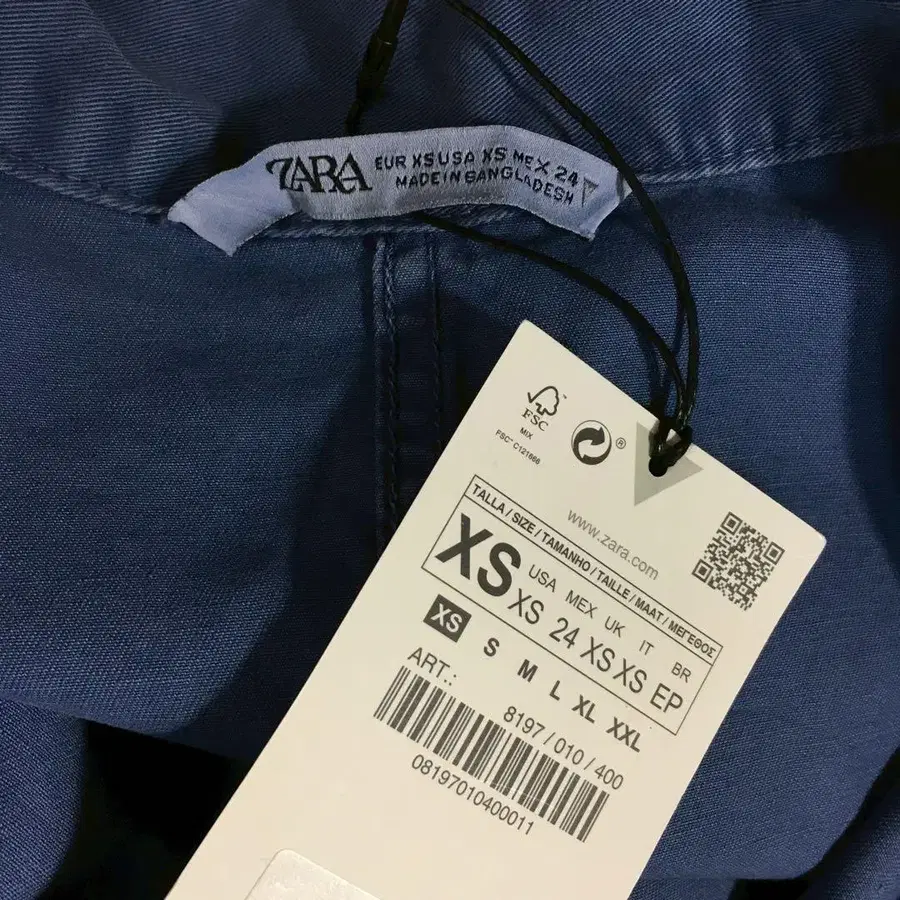 ZARA
EUR XS USA XS MEX 24
MADE IN BANGLADESH
FSC
MIX
FSC™ C121666
®
www.zara.com
TALLA / SIZE / TAMANHO / TAILLE / MAAT / ΜΕΓΕΘΟΣ
XS
USA MEX UK IT BR
XS 24 XS XS EP
XS S M L XL XXL
ART.:
8197 / 010 / 400
08197010400011